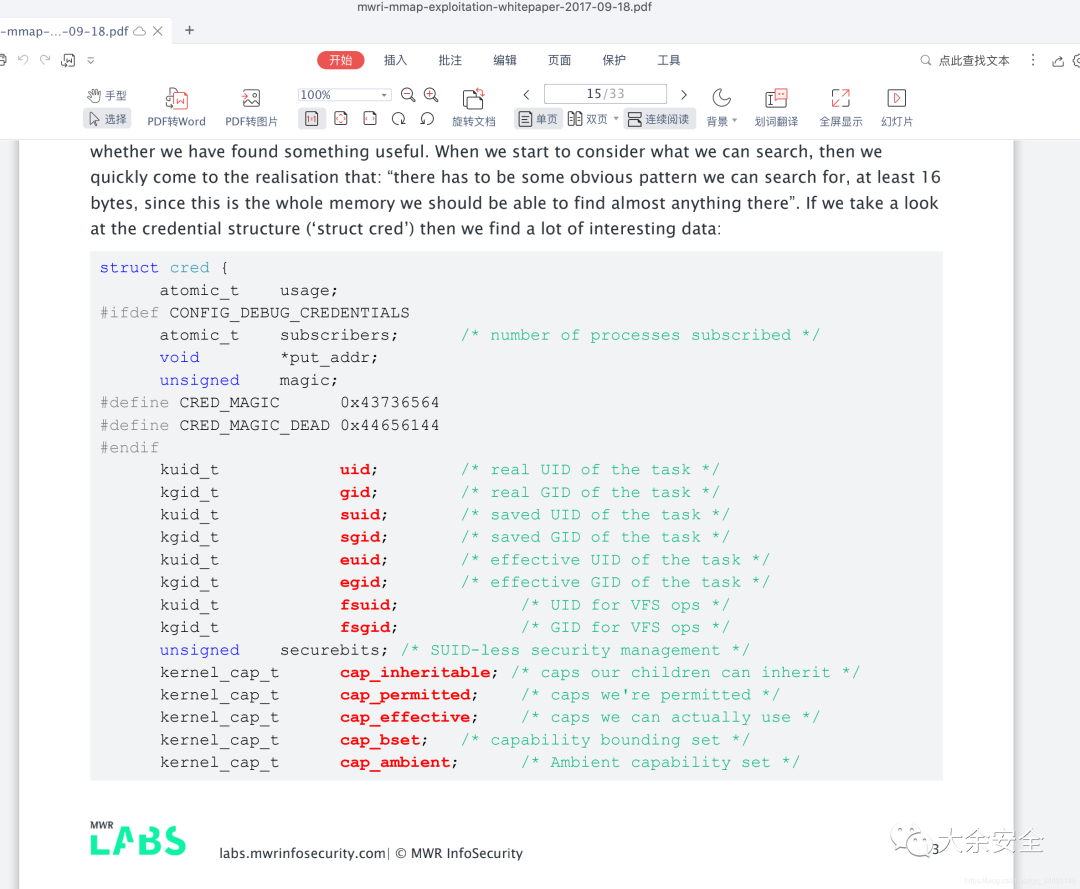 mwri-mmap-exploitation-whitepaper-2017-09-18.pdf
-mmap-...-09-18.pdf
开始 插入 批注 编辑 页面 保护 工具 点此查找文本
手型 100% 15/33
选择 PDF转Word PDF转图片 旋转文档 单页 双页 连续阅读 背景 划词翻译 全屏显示 幻灯片
whether we have found something useful. When we start to consider what we can search, then we
quickly come to the realisation that: “there has to be some obvious pattern we can search for, at least 16
bytes, since this is the whole memory we should be able to find almost anything there”. If we take a look
at the credential structure (‘struct cred’) then we find a lot of interesting data:
struct cred {
atomic_t usage;
#ifdef CONFIG_DEBUG_CREDENTIALS
atomic_t subscribers; /* number of processes subscribed */
void *put_addr;
unsigned magic;
#define CRED_MAGIC 0x43736564
#define CRED_MAGIC_DEAD 0x44656144
#endif
kuid_t uid; /* real UID of the task */
kgid_t gid; /* real GID of the task */
kuid_t suid; /* saved UID of the task */
kgid_t sgid; /* saved GID of the task */
kuid_t euid; /* effective UID of the task */
kgid_t egid; /* effective GID of the task */
kuid_t fsuid; /* UID for VFS ops */
kgid_t fsgid; /* GID for VFS ops */
unsigned securebits; /* SUID-less security management */
kernel_cap_t cap_inheritable; /* caps our children can inherit */
kernel_cap_t cap_permitted; /* caps we're permitted */
kernel_cap_t cap_effective; /* caps we can actually use */
kernel_cap_t cap_bset; /* capability bounding set */
kernel_cap_t cap_ambient; /* Ambient capability set */
MWR
LABS
labs.mwrinfosecurity.com| © MWR InfoSecurity
3
大余安全